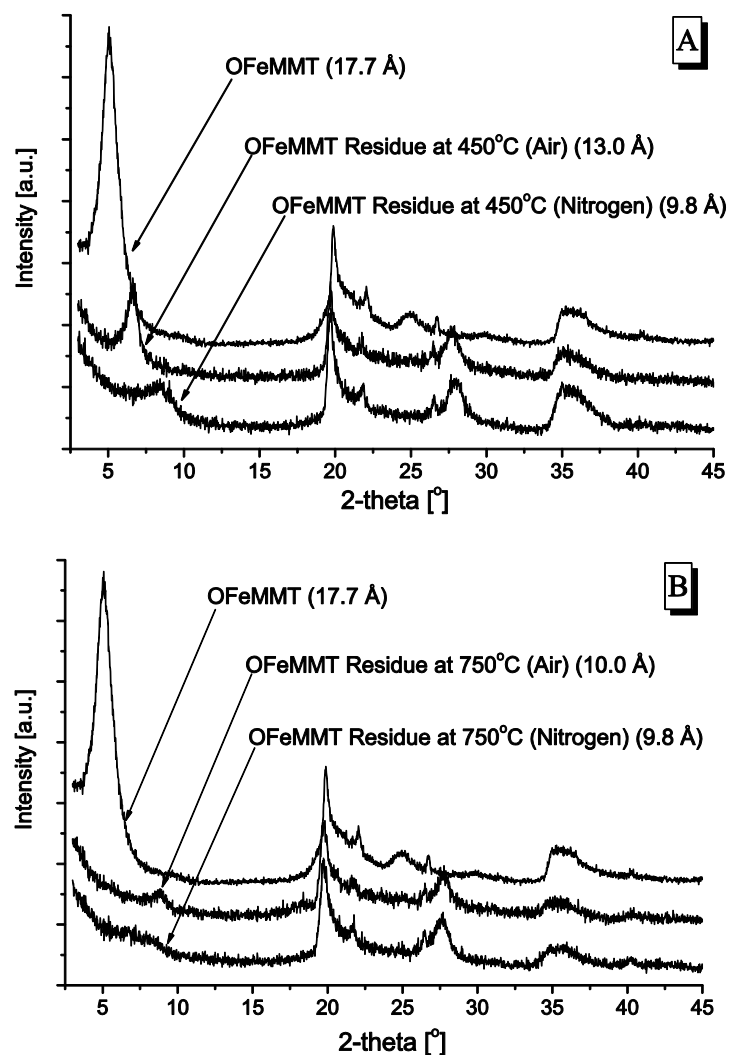 A
OFeMMT (17.7 Å)
OFeMMT Residue at 450°C (Air) (13.0 Å)
OFeMMT Residue at 450°C (Nitrogen) (9.8 Å)
Intensity [a.u.]
5 10 15 20 25 30 35 40 45
2-theta [°]
B
OFeMMT (17.7 Å)
OFeMMT Residue at 750°C (Air) (10.0 Å)
OFeMMT Residue at 750°C (Nitrogen) (9.8 Å)
Intensity [a.u.]
5 10 15 20 25 30 35 40 45
2-theta [°]